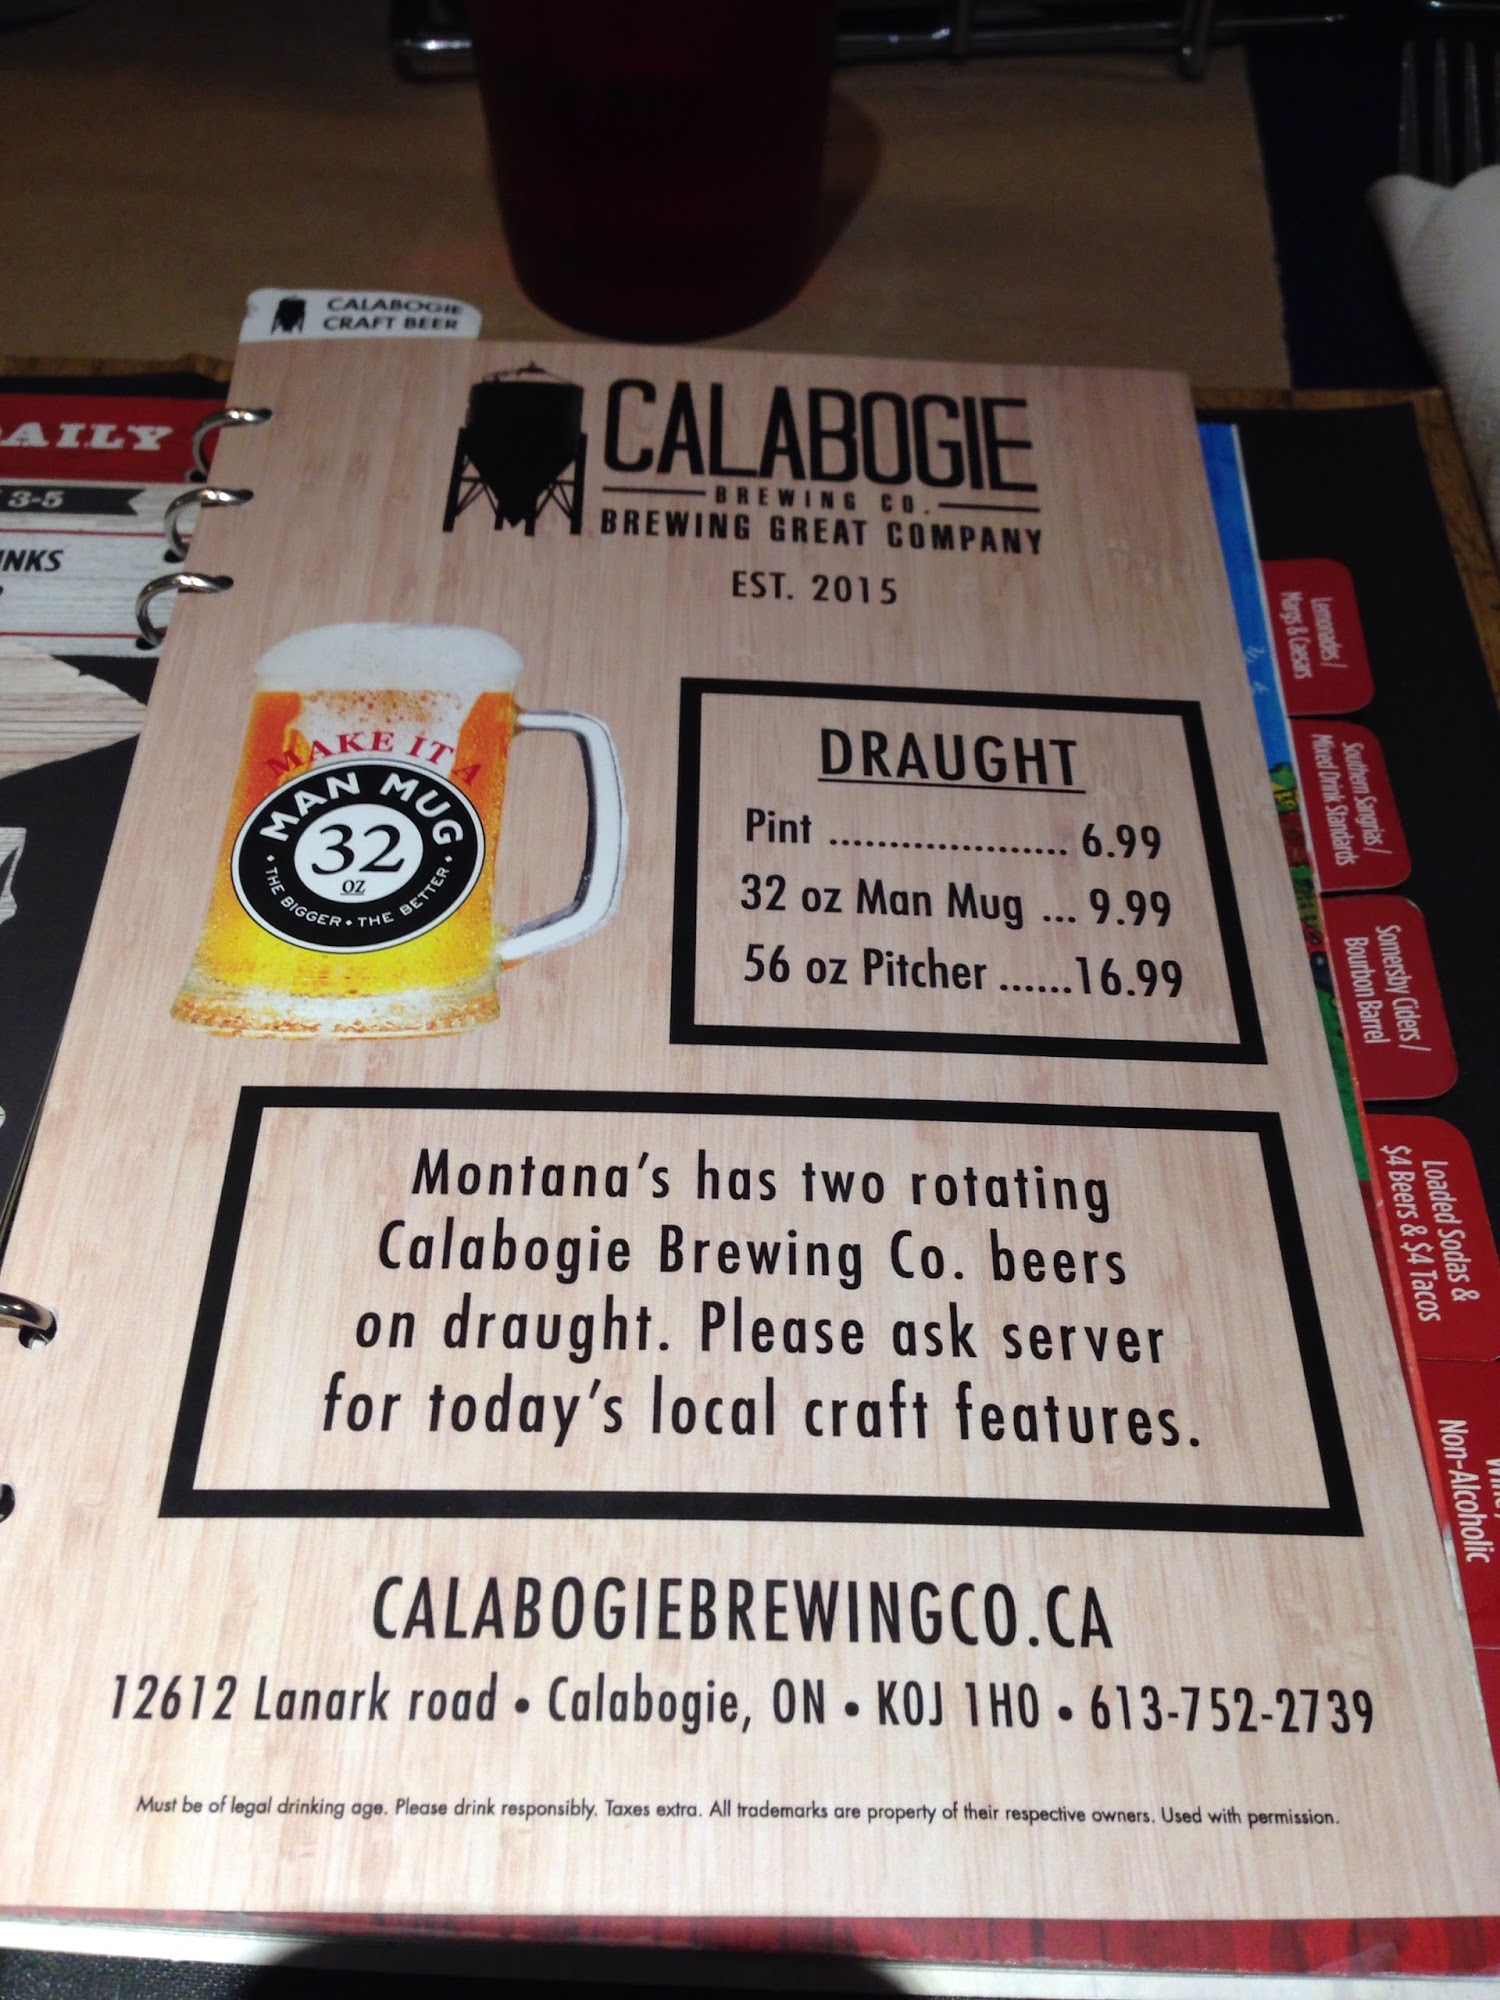 CALABOGIE
CRAFT BEER
CALABOGIE
BREWING CO.
BREWING GREAT COMPANY
EST. 2015
MAKE IT A
MAN MUG
32
OZ
• THE BIGGER • THE BETTER •
DRAUGHT
Pint .................... 6.99
32 oz Man Mug ... 9.99
56 oz Pitcher ......16.99
Montana's has two rotating
Calabogie Brewing Co. beers
on draught. Please ask server
for today's local craft features.
CALABOGIEBREWINGCO.CA
12612 Lanark road • Calabogie, ON • K0J 1H0 • 613-752-2739
Must be of legal drinking age. Please drink responsibly. Taxes extra. All trademarks are property of their respective owners. Used with permission.
3-5
Lemonades /
Margs & Caesars
Southern Sangrias /
Mixed Drink Standards
Somersby Ciders /
Bourbon Barrel
Loaded Sodas &
$4 Beers & $4 Tacos
Non-Alcoholic